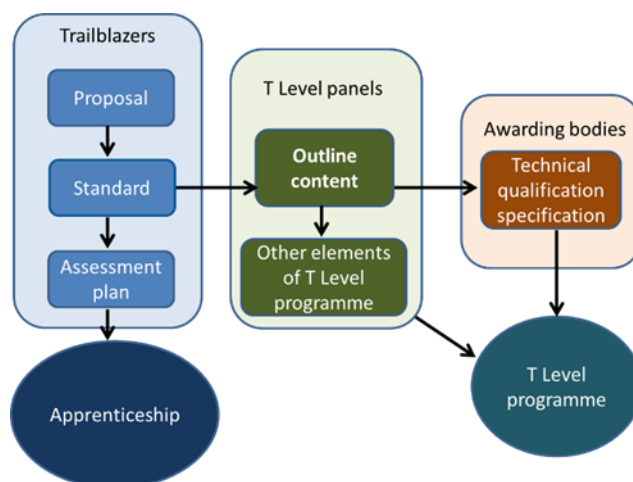 Trailblazers
Proposal
Standard
Assessment
plan
Apprenticeship
T Level panels
Outline
content
Other elements
of T Level
programme
Awarding bodies
Technical
qualification
specification
T Level
programme